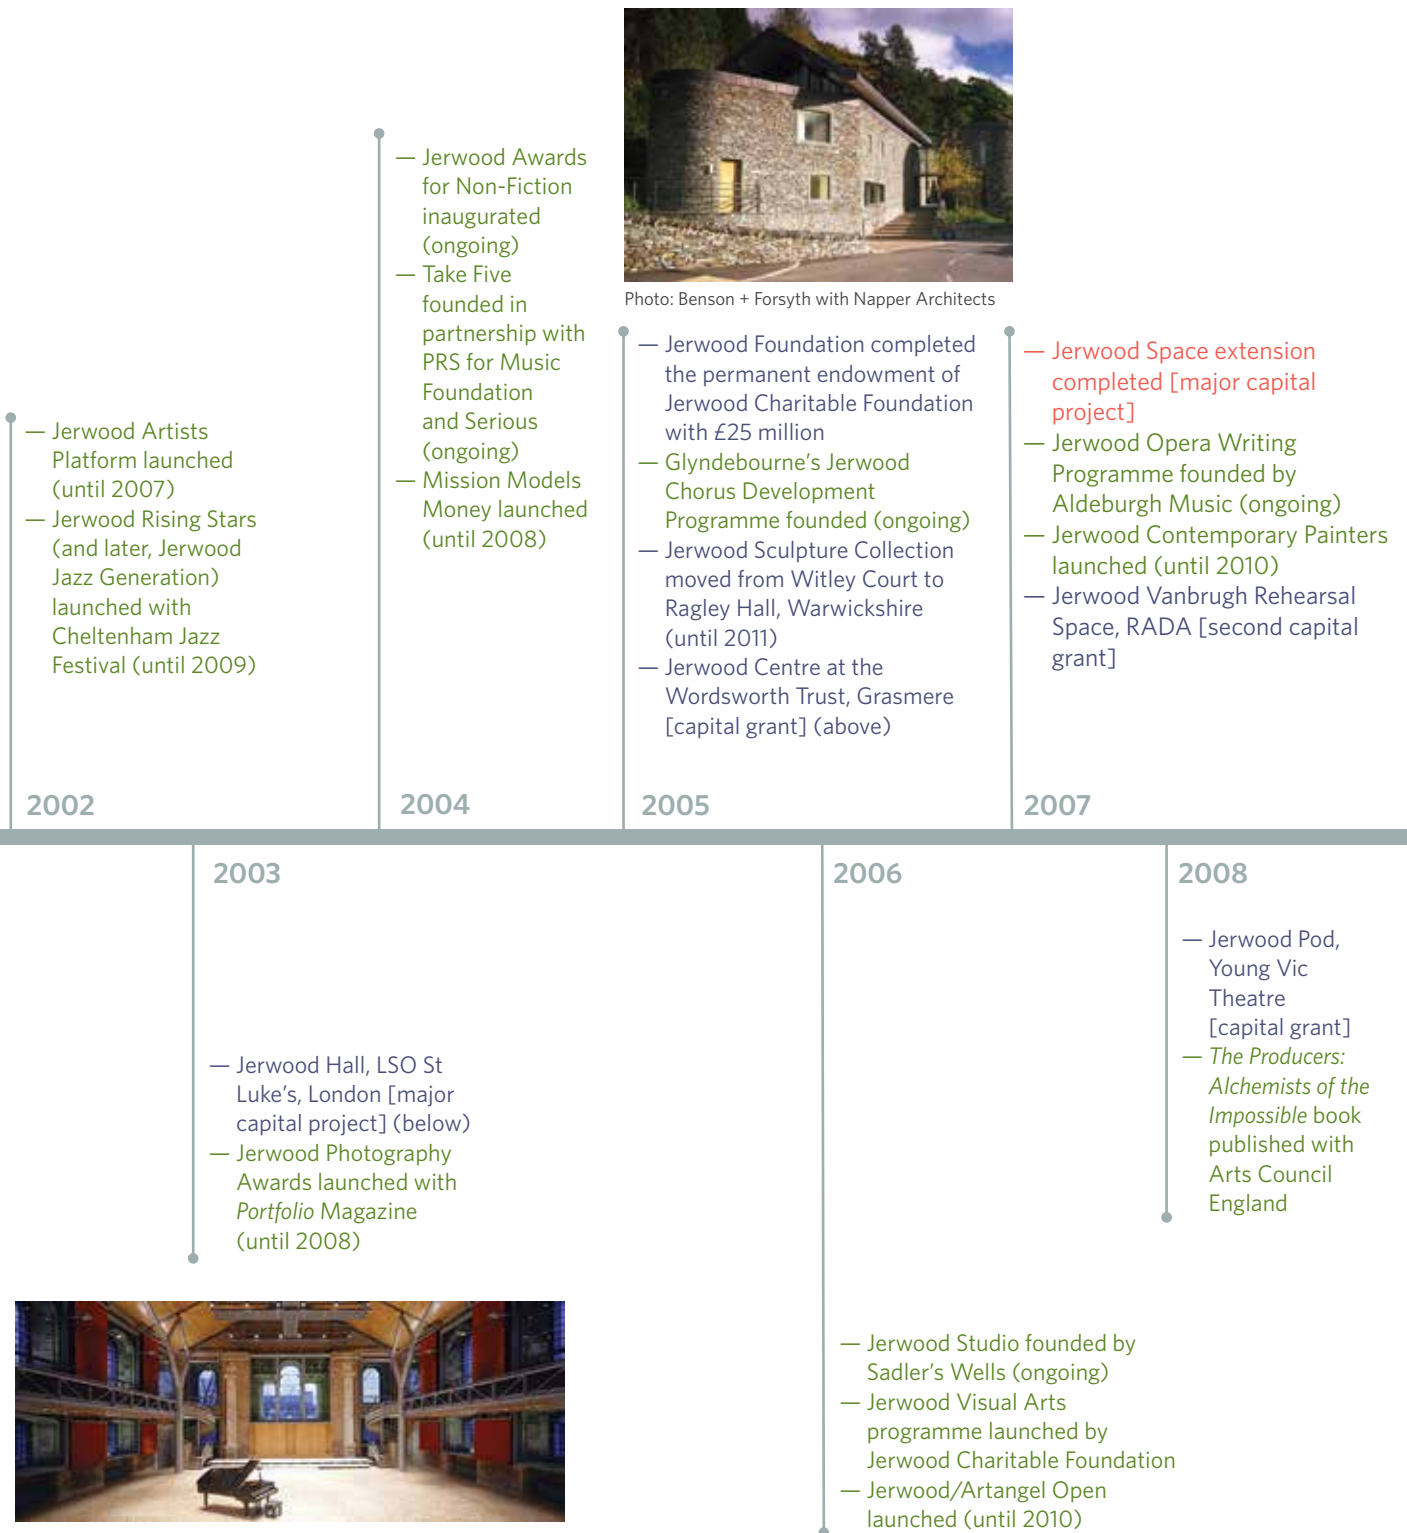 — Jerwood Awards
for Non-Fiction
inaugurated
(ongoing)
— Take Five
founded in
partnership with
PRS for Music
Foundation
and Serious
(ongoing)
— Mission Models
Money launched
(until 2008)
Photo: Benson + Forsyth with Napper Architects
— Jerwood Artists
Platform launched
(until 2007)
— Jerwood Rising Stars
(and later, Jerwood
Jazz Generation)
launched with
Cheltenham Jazz
Festival (until 2009)
— Jerwood Foundation completed
the permanent endowment of
Jerwood Charitable Foundation
with £25 million
— Glyndebourne's Jerwood
Chorus Development
Programme founded (ongoing)
— Jerwood Sculpture Collection
moved from Witley Court to
Ragley Hall, Warwickshire
(until 2011)
— Jerwood Centre at the
Wordsworth Trust, Grasmere
[capital grant] (above)
— Jerwood Space extension
completed [major capital
project]
— Jerwood Opera Writing
Programme founded by
Aldeburgh Music (ongoing)
— Jerwood Contemporary Painters
launched (until 2010)
— Jerwood Vanbrugh Rehearsal
Space, RADA [second capital
grant]
2002
2004
2005
2007
2003
2006
2008
— Jerwood Hall, LSO St
Luke's, London [major
capital project] (below)
— Jerwood Photography
Awards launched with
Portfolio Magazine
(until 2008)
— Jerwood Pod,
Young Vic
Theatre
[capital grant]
— The Producers:
Alchemists of the
Impossible book
published with
Arts Council
England
— Jerwood Studio founded by
Sadler's Wells (ongoing)
— Jerwood Visual Arts
programme launched by
Jerwood Charitable Foundation
— Jerwood/Artangel Open
launched (until 2010)